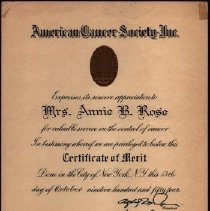 American Cancer Society Inc.
Expresses its sincere appreciation to
Mrs. Annie B. Rose
for valuable service in the control of cancer
In testimony whereof we are privileged to bestow this
Certificate of Merit
Done in the City of New York, N.Y. this 15th
day of October nineteen hundred and fifty four.